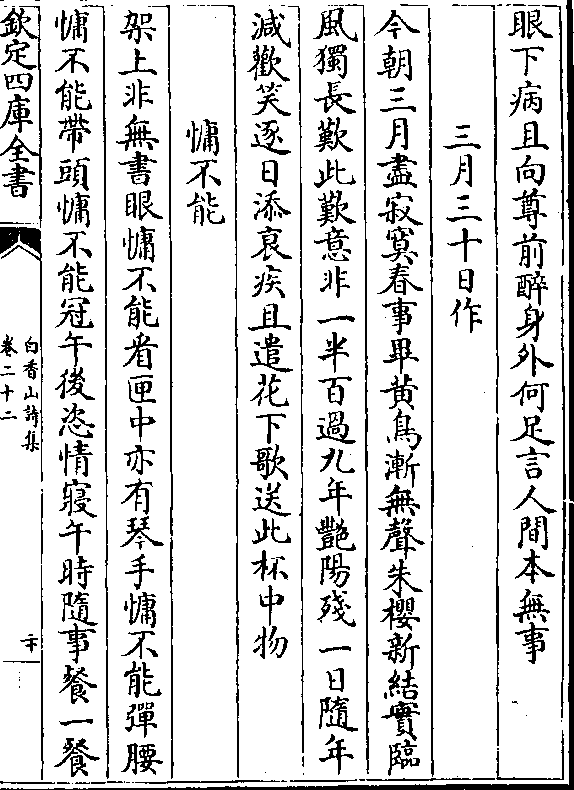 眼下病且向尊前醉身外何足言人間本無事
三月三十日作
今朝三月盡寂寞春事畢黃鳥漸無聲朱櫻新結實臨
風獨長歎此歎意非一半百過九年艷陽殘一日隨年
減歡笑逐日添衰疾且遣花下歌送此杯中物
慵不能
架上非無書眼慵不能看匣中亦有琴手慵不能彈腰
慵不能帶頭慵不能冠午後恣情寢午時隨事餐一餐
欽定四庫全書
白香山詩集
卷二十二
二十